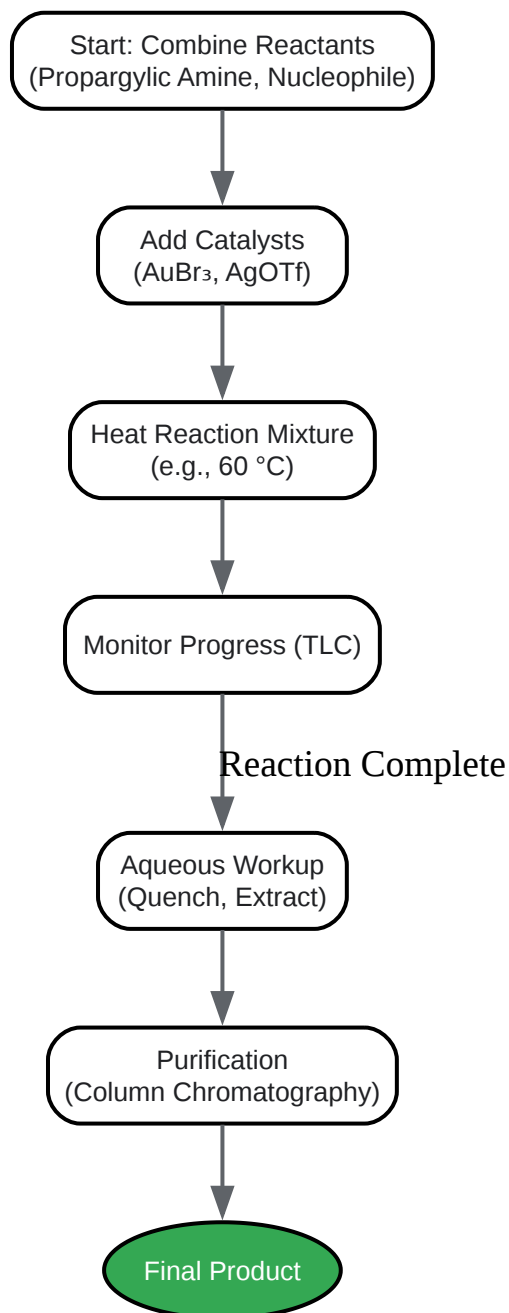 Start: Combine Reactants
(Propargylic Amine, Nucleophile)
Add Catalysts
(AuBr₃, AgOTf)
Heat Reaction Mixture
(e.g., 60 °C)
Monitor Progress (TLC)
Reaction Complete
Aqueous Workup
(Quench, Extract)
Purification
(Column Chromatography)
Final Product